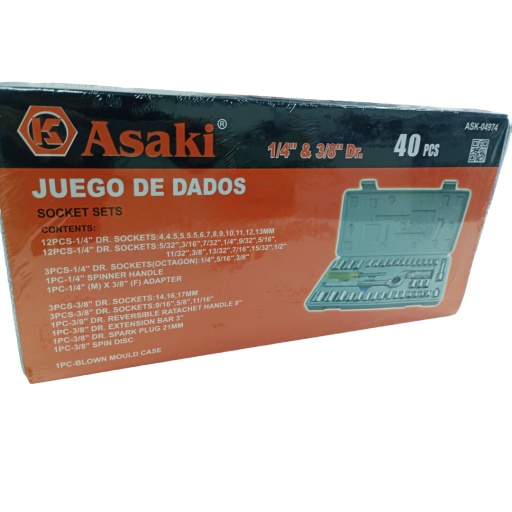 ASK-04974
K Asaki®
1/4" & 3/8" Dr. 40 PCS
JUEGO DE DADOS
SOCKET SETS
CONTENTS:
12PCS-1/4" DR. SOCKETS:4,4.5,5,5.5,6,7,8,9,10,11,12,13MM
12PCS-1/4" DR. SOCKETS:5/32",3/16",7/32",1/4",9/32",5/16",
11/32",3/8",13/32",7/16",15/32",1/2"
3PCS-1/4" DR. SOCKETS(OCTAGON):1/4",5/16",3/8"
1PC-1/4" SPINNER HANDLE
1PC-1/4" (M) X 3/8" (F) ADAPTER
3PCS-3/8" DR. SOCKETS:14,16,17MM
3PCS-3/8" DR. SOCKETS:9/16",5/8",11/16"
1PC-3/8" DR. REVERSIBLE RATACHET HANDLE 8"
1PC-3/8" DR. EXTENSION BAR 3"
1PC-3/8" DR. SPARK PLUG 21MM
1PC-3/8" SPIN DISC
1PC-BLOWN MOULD CASE